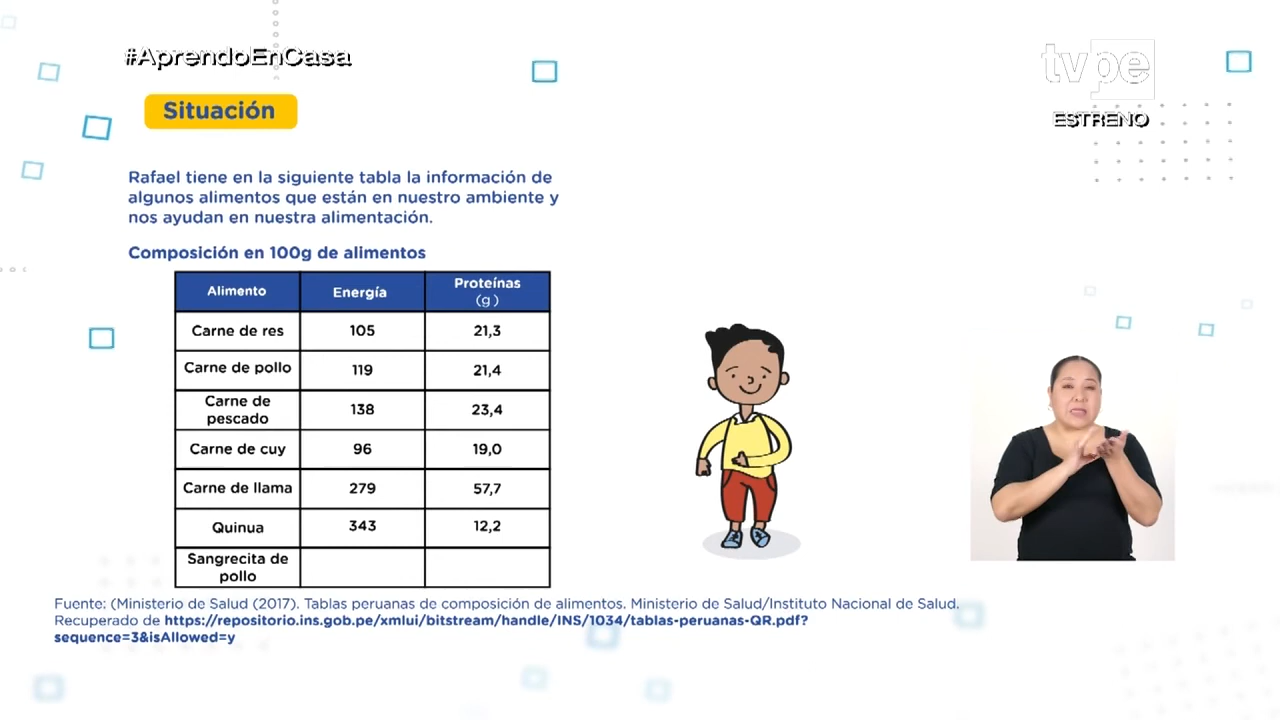 #AprendoEnCasa
tvpe
ESTRENO
Situación
Rafael tiene en la siguiente tabla la información de
algunos alimentos que están en nuestro ambiente y
nos ayudan en nuestra alimentación.
Composición en 100g de alimentos
Alimento Energía Proteínas (g)
Carne de res 105 21,3
Carne de pollo 119 21,4
Carne de pescado 138 23,4
Carne de cuy 96 19,0
Carne de llama 279 57,7
Quinua 343 12,2
Sangrecita de pollo
Fuente: (Ministerio de Salud (2017). Tablas peruanas de composición de alimentos. Ministerio de Salud/Instituto Nacional de Salud.
Recuperado de https://repositorio.ins.gob.pe/xmlui/bitstream/handle/INS/1034/tablas-peruanas-QR.pdf?
sequence=3&isAllowed=y